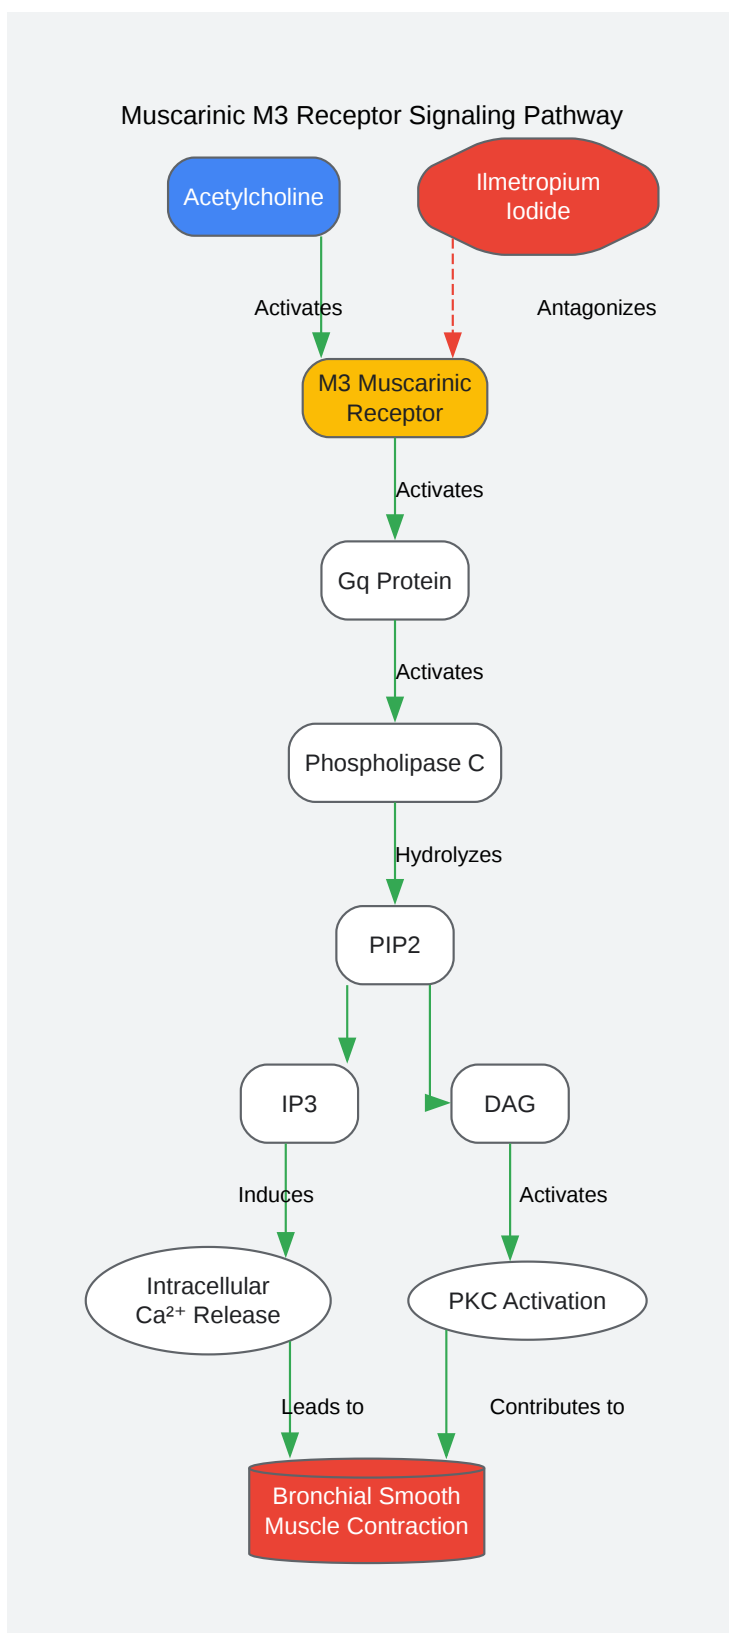 Muscarinic M3 Receptor Signaling Pathway
Acetylcholine
Ilmetropium
Iodide
Activates
Antagonizes
M3 Muscarinic
Receptor
Activates
Gq Protein
Activates
Phospholipase C
Hydrolyzes
PIP2
IP3
DAG
Induces
Activates
Intracellular
Ca²⁺ Release
PKC Activation
Leads to
Contributes to
Bronchial Smooth
Muscle Contraction